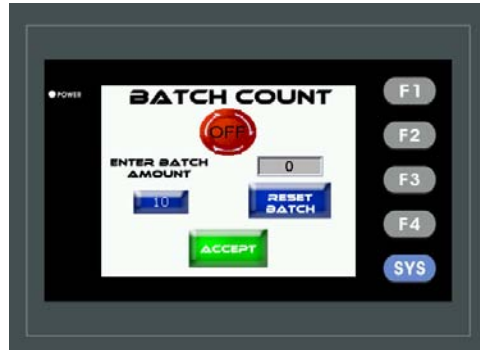 POWER
BATCH COUNT
OFF
ENTER BATCH
AMOUNT
0
10
RESET
BATCH
ACCEPT
F1
F2
F3
F4
SYS